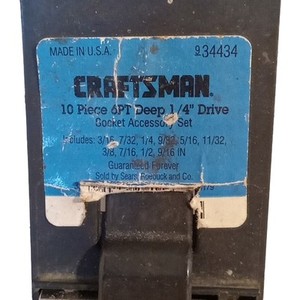 MADE IN U.S.A. 934434
CRAFTSMAN
10 Piece 6PT Deep 1/4" Drive
Socket Accessory Set
Includes: 3/16, 7/32, 1/4, 9/32, 5/16, 11/32,
3/8, 7/16, 1/2, 9/16 IN
Guaranteed Forever
Sold by Sears Roebuck and Co.